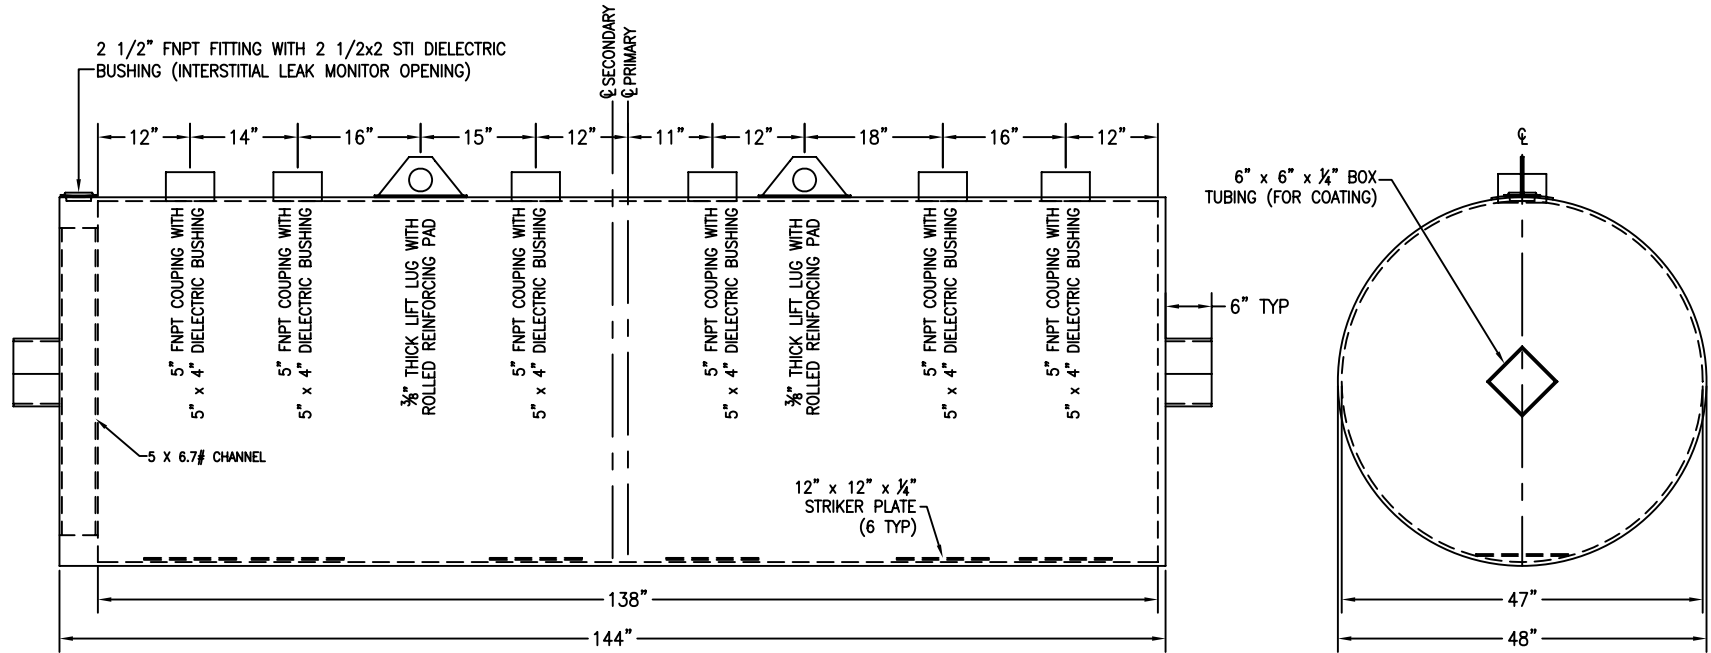 2 1/2" FNPT FITTING WITH 2 1/2x2 STI DIELECTRIC
BUSHING (INTERSTITIAL LEAK MONITOR OPENING)
℄ SECONDARY
℄ PRIMARY
12"
14"
16"
15"
12"
11"
12"
18"
16"
12"
5" FNPT COUPING WITH
5" x 4" DIELECTRIC BUSHING
5" FNPT COUPING WITH
5" x 4" DIELECTRIC BUSHING
⅜" THICK LIFT LUG WITH
ROLLED REINFORCING PAD
5" FNPT COUPING WITH
5" x 4" DIELECTRIC BUSHING
5" FNPT COUPING WITH
5" x 4" DIELECTRIC BUSHING
⅜" THICK LIFT LUG WITH
ROLLED REINFORCING PAD
5" FNPT COUPING WITH
5" x 4" DIELECTRIC BUSHING
5" FNPT COUPING WITH
5" x 4" DIELECTRIC BUSHING
6" TYP
5 X 6.7# CHANNEL
12" x 12" x ¼"
STRIKER PLATE
(6 TYP)
138"
144"
℄
6" x 6" x ¼" BOX
TUBING (FOR COATING)
47"
48"